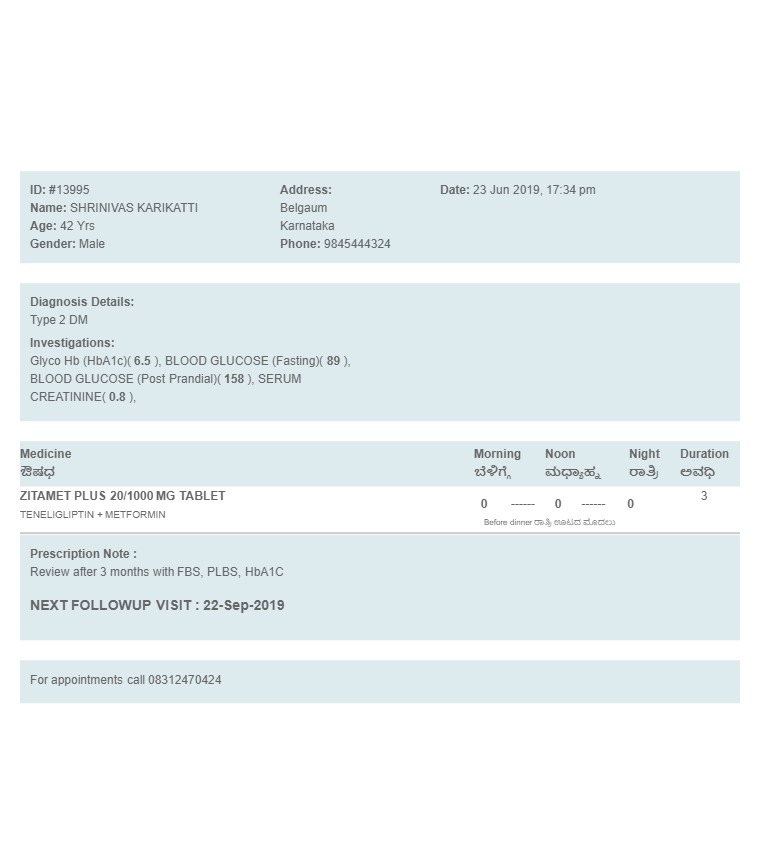 ID: #13995
Name: SHRINIVAS KARIKATTI
Age: 42 Yrs
Gender: Male
Address:
Belgaum
Karnataka
Phone: 9845444324
Date: 23 Jun 2019, 17:34 pm
Diagnosis Details:
Type 2 DM
Investigations:
Glyco Hb (HbA1c)( 6.5 ), BLOOD GLUCOSE (Fasting)( 89 ),
BLOOD GLUCOSE (Post Prandial)( 158 ), SERUM
CREATININE( 0.8 ),
Medicine Morning Noon Night Duration
ಔಷಧ ಬೆಳಿಗ್ಗೆ ಮಧ್ಯಾಹ್ನ ರಾತ್ರಿ ಅವಧಿ
ZITAMET PLUS 20/1000 MG TABLET 0 ------ 0 ------ 0 3
TENELIGLIPTIN + METFORMIN
Before dinner ರಾತ್ರಿ ಊಟದ ಮೊದಲು
Prescription Note :
Review after 3 months with FBS, PLBS, HbA1C
NEXT FOLLOWUP VISIT : 22-Sep-2019
For appointments call 08312470424